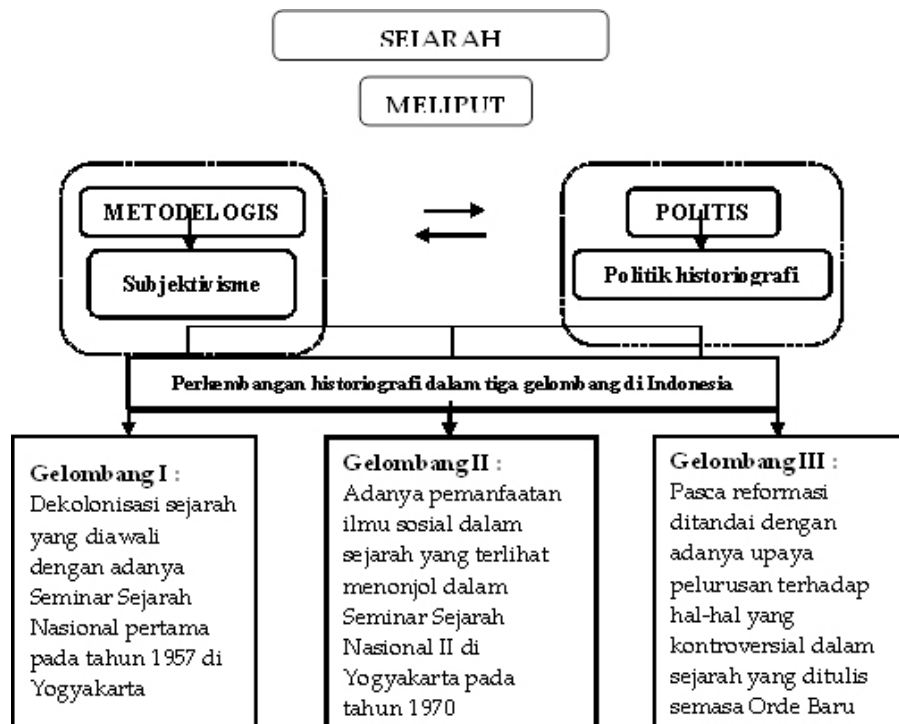 SEJARAH
MELIPUT
METODELOGIS
POLITIS
Subjektivisme
Politik historiografi
Perkembangan historiografi dalam tiga gelombang di Indonesia
Gelombang I :
Dekolonisasi sejarah
yang diawali
dengan adanya
Seminar Sejarah
Nasional pertama
pada tahun 1957 di
Yogyakarta
Gelombang II :
Adanya pemanfaatan
ilmu sosial dalam
sejarah yang terlihat
menonjol dalam
Seminar Sejarah
Nasional II di
Yogyakarta pada
tahun 1970
Gelombang III :
Pasca reformasi
ditandai dengan
adanya upaya
pelurusan terhadap
hal-hal yang
kontroversial dalam
sejarah yang ditulis
semasa Orde Baru